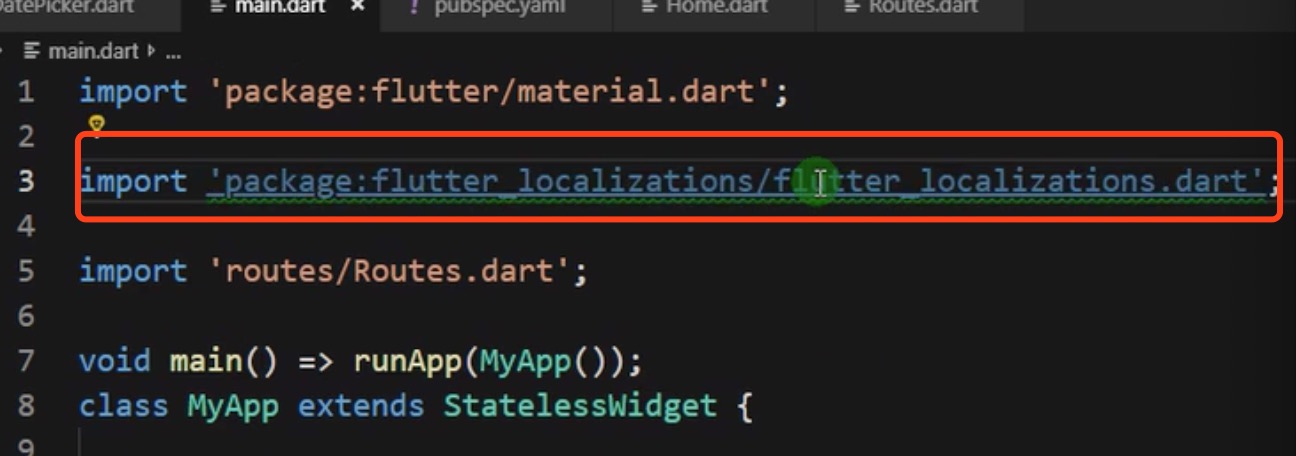 DatePicker.dart main.dart × ! pubspec.yaml Home.dart Routes.dart
main.dart ...
1 import 'package:flutter/material.dart';
2
3 import 'package:flutter_localizations/flutter_localizations.dart';
4
5 import 'routes/Routes.dart';
6
7 void main() => runApp(MyApp());
8 class MyApp extends StatelessWidget {
9